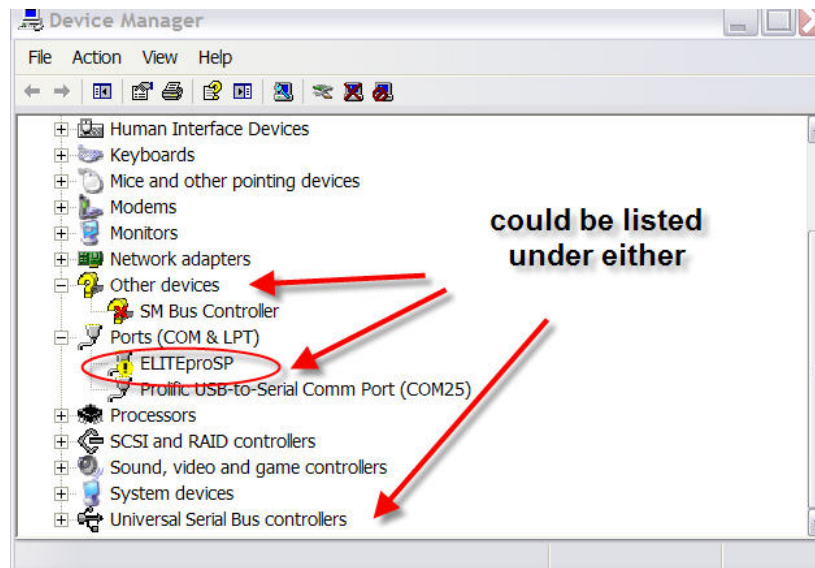 Device Manager
File Action View Help
Human Interface Devices
Keyboards
Mice and other pointing devices
Modems
Monitors
Network adapters
Other devices
SM Bus Controller
Ports (COM & LPT)
ELITEproSP
Prolific USB-to-Serial Comm Port (COM25)
Processors
SCSI and RAID controllers
Sound, video and game controllers
System devices
Universal Serial Bus controllers
could be listed
under either